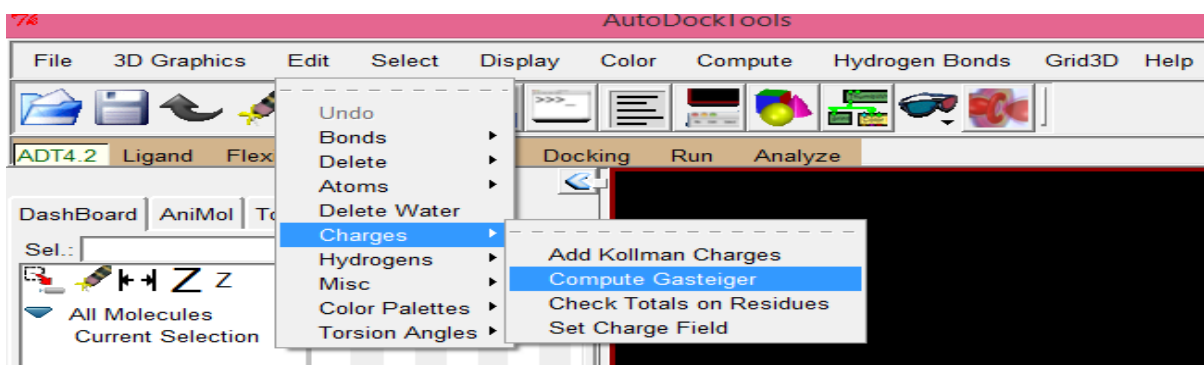 Tk AutoDockTools
File 3D Graphics Edit Select Display Color Compute Hydrogen Bonds Grid3D Help
>>>_
ADT4.2 Ligand Flex Docking Run Analyze
DashBoard AniMol To
Sel.:
Z Z
All Molecules
Current Selection
Undo
Bonds
Delete
Atoms
Delete Water
Charges
Hydrogens
Misc
Color Palettes
Torsion Angles
Add Kollman Charges
Compute Gasteiger
Check Totals on Residues
Set Charge Field